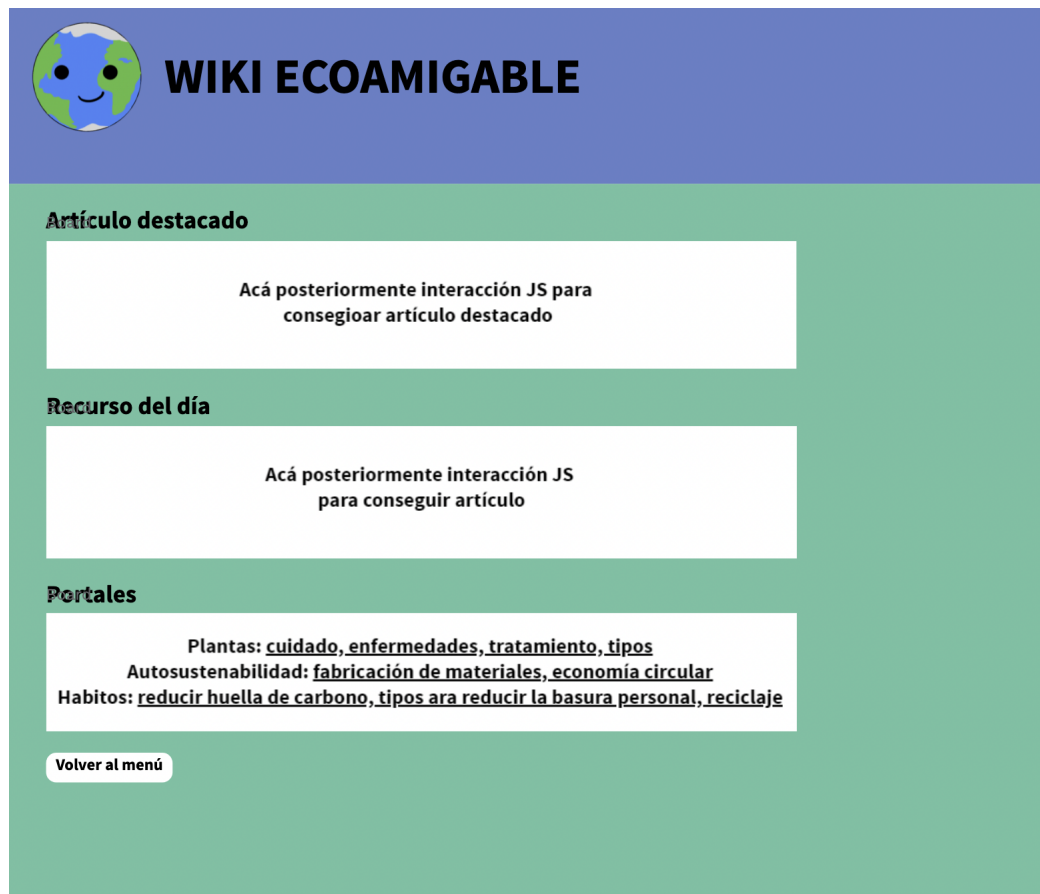 WIKI ECOAMIGABLE
Artículo destacado
Acá posteriormente interacción JS para
consegioar artículo destacado
Recurso del día
Acá posteriormente interacción JS
para conseguir artículo
Portales
Plantas: cuidado, enfermedades, tratamiento, tipos
Autosustenabilidad: fabricación de materiales, economía circular
Habitos: reducir huella de carbono, tipos ara reducir la basura personal, reciclaje
Volver al menú